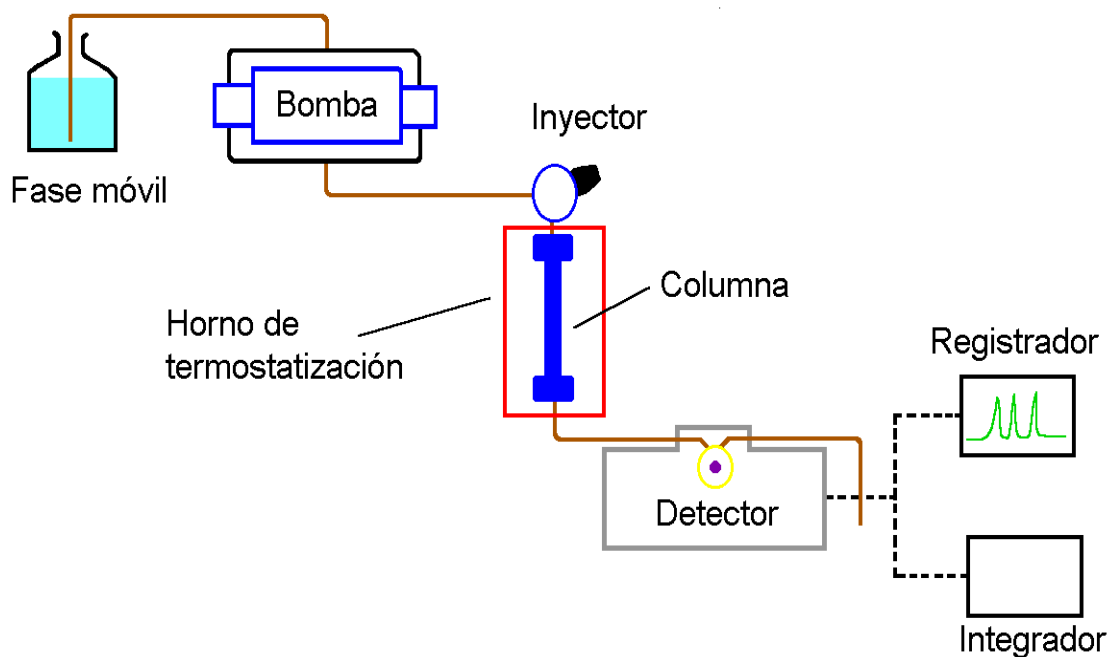 Bomba
Inyector
Fase móvil
Columna
Horno de
termostatización
Registrador
Detector
Integrador